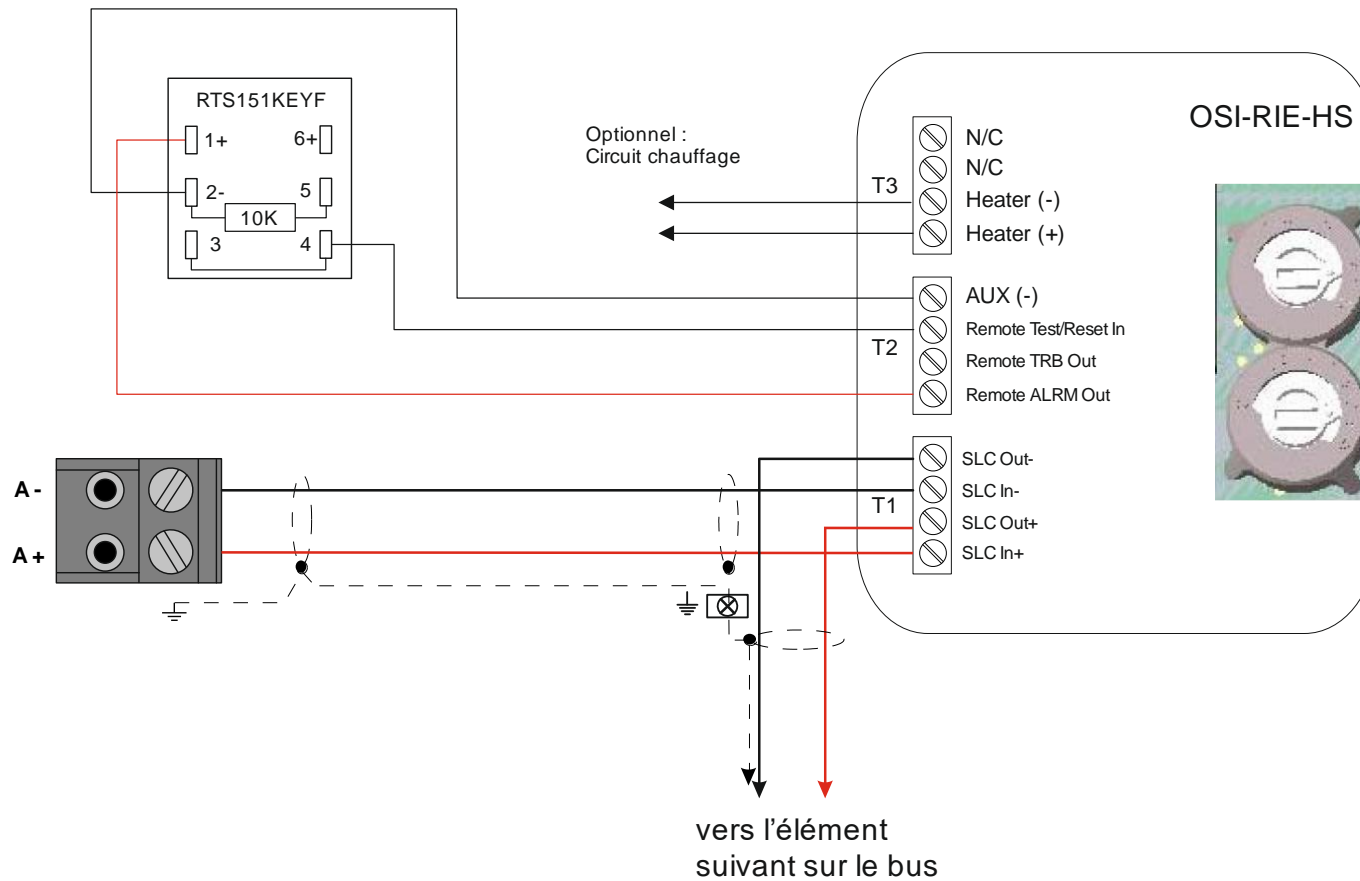 RTS151KEYF
1+
6+
2-
5
10K
3
4
Optionnel :
Circuit chauffage
OSI-RIE-HS
T3
N/C
N/C
Heater (-)
Heater (+)
T2
AUX (-)
Remote Test/Reset In
Remote TRB Out
Remote ALRM Out
T1
SLC Out-
SLC In-
SLC Out+
SLC In+
A -
A +
vers l'élément
suivant sur le bus